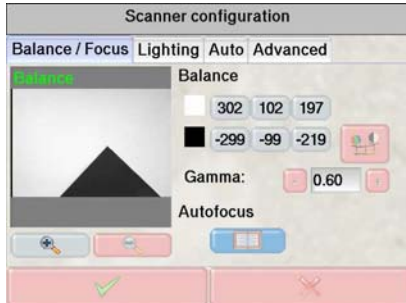 Scanner configuration
Balance / Focus Lighting Auto Advanced
Balance
Balance
302 102 197
-299 -99 -219
Gamma: - 0.60 +
Autofocus